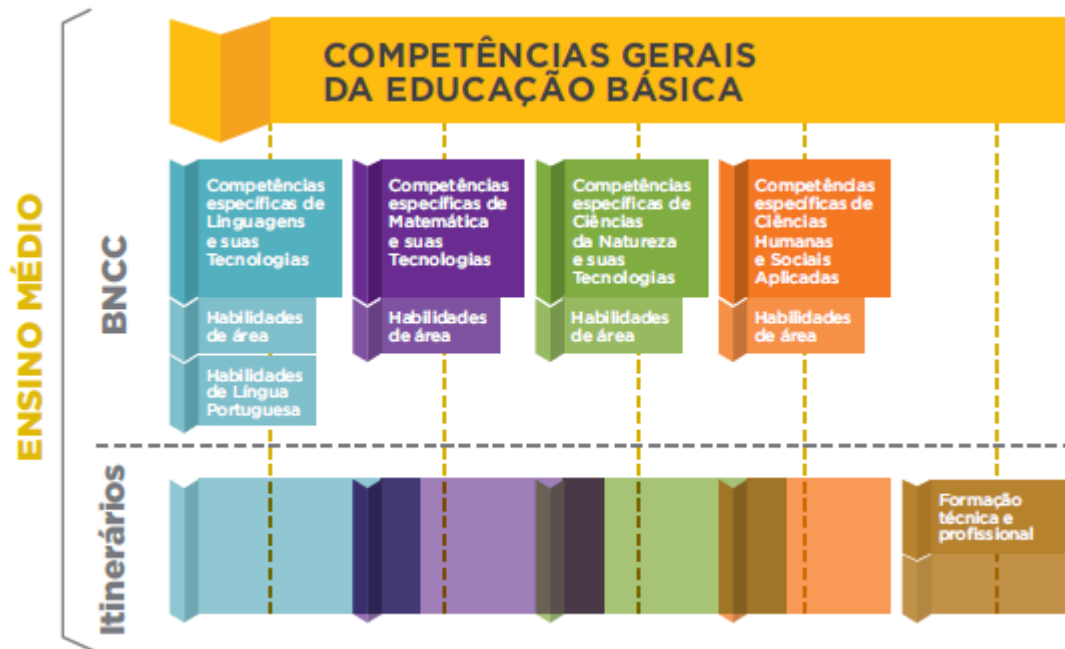 ENSINO MÉDIO
COMPETÊNCIAS GERAIS
DA EDUCAÇÃO BÁSICA
BNCC
Competências
específicas de
Linguagens
e suas
Tecnologias
Habilidades
de área
Habilidades
de Língua
Portuguesa
Competências
específicas de
Matemática
e suas
Tecnologias
Habilidades
de área
Competências
específicas de
Ciências
da Natureza
e suas
Tecnologias
Habilidades
de área
Competências
específicas de
Ciências
Humanas
e Sociais
Aplicadas
Habilidades
de área
Itinerários
Formação
técnica e
profissional